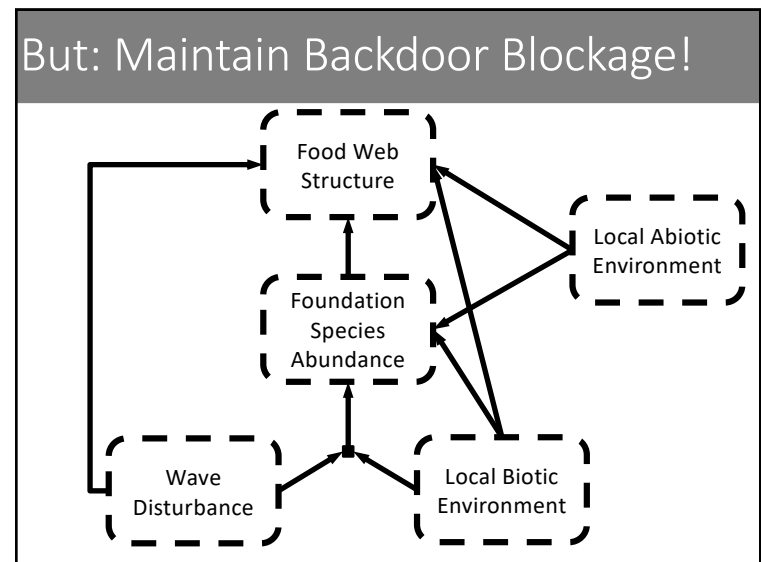 But: Maintain Backdoor Blockage!
Food Web
Structure
Local Abiotic
Environment
Foundation
Species
Abundance
Wave
Disturbance
Local Biotic
Environment